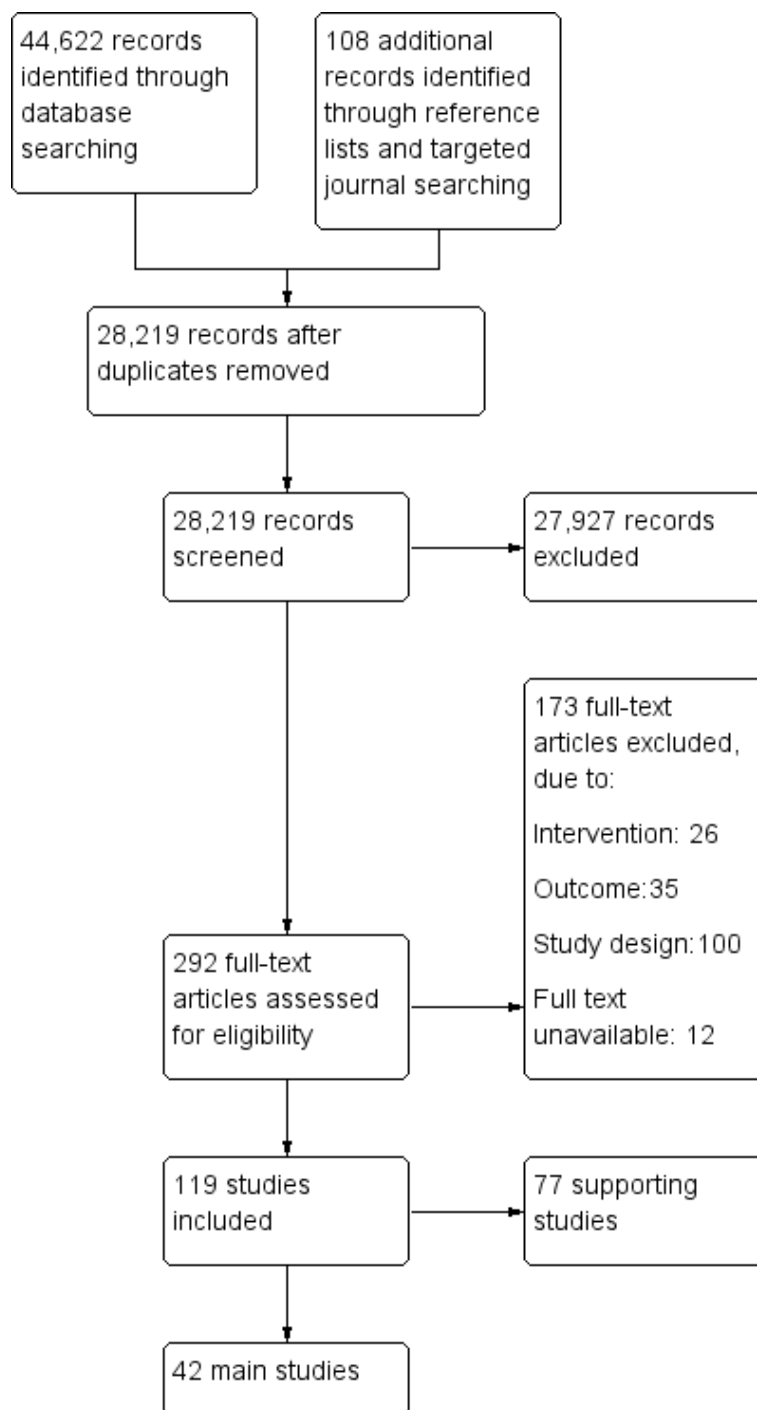 44,622 records
identified through
database
searching
108 additional
records identified
through reference
lists and targeted
journal searching
28,219 records after
duplicates removed
28,219 records
screened
27,927 records
excluded
173 full-text
articles excluded,
due to:
Intervention: 26
Outcome:35
Study design:100
Full text
unavailable: 12
292 full-text
articles assessed
for eligibility
119 studies
included
77 supporting
studies
42 main studies